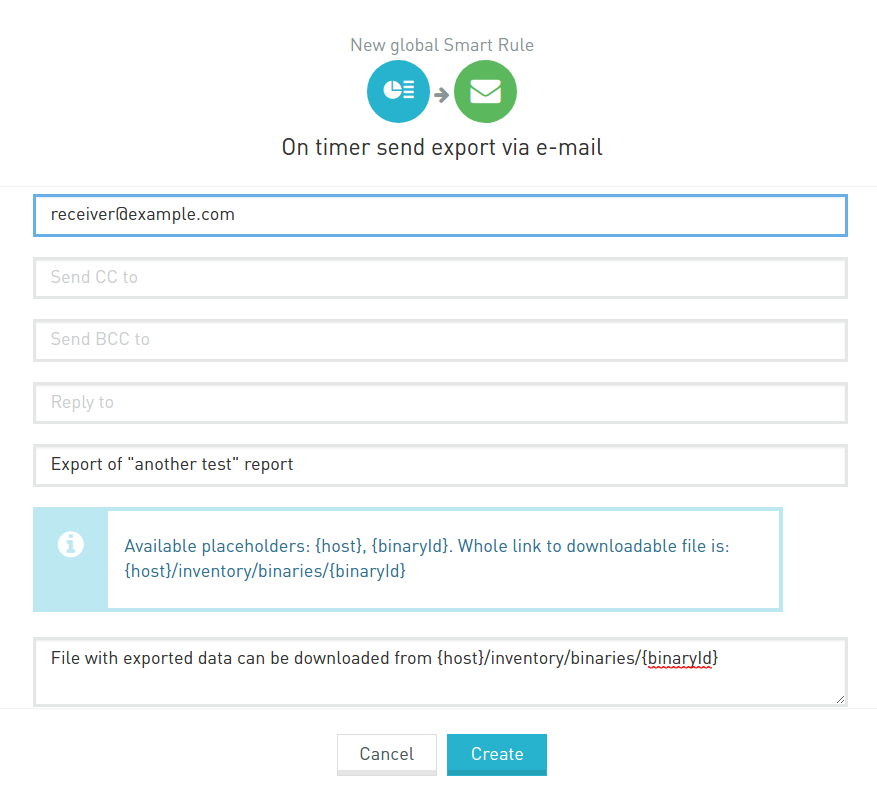 New global Smart Rule
On timer send export via e-mail
receiver@example.com
Send CC to
Send BCC to
Reply to
Export of "another test" report
Available placeholders: {host}, {binaryId}. Whole link to downloadable file is:
{host}/inventory/binaries/{binaryId}
File with exported data can be downloaded from {host}/inventory/binaries/{binaryId}
Cancel
Create